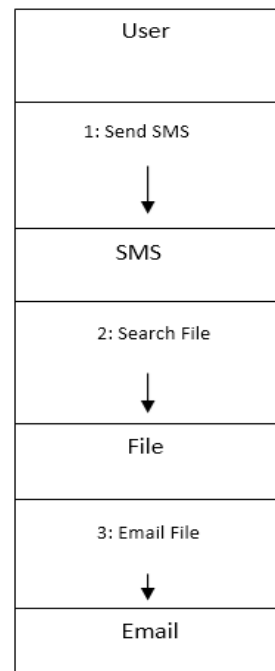 User
1: Send SMS
SMS
2: Search File
File
3: Email File
Email